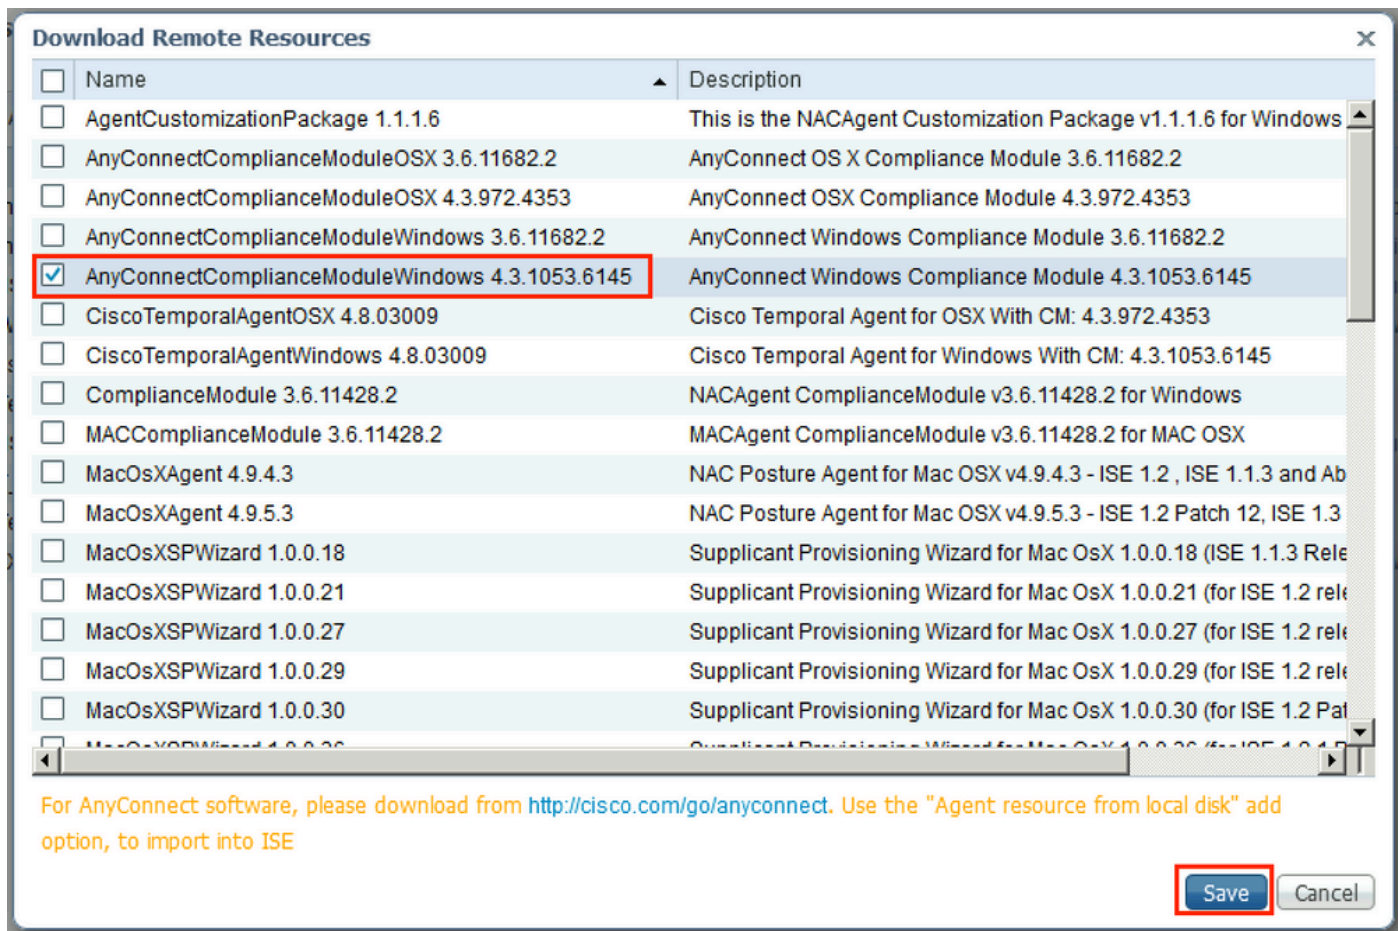 Download Remote Resources
Name Description
AgentCustomizationPackage 1.1.1.6 This is the NACAgent Customization Package v1.1.1.6 for Windows
AnyConnectComplianceModuleOSX 3.6.11682.2 AnyConnect OS X Compliance Module 3.6.11682.2
AnyConnectComplianceModuleOSX 4.3.972.4353 AnyConnect OSX Compliance Module 4.3.972.4353
AnyConnectComplianceModuleWindows 3.6.11682.2 AnyConnect Windows Compliance Module 3.6.11682.2
AnyConnectComplianceModuleWindows 4.3.1053.6145 AnyConnect Windows Compliance Module 4.3.1053.6145
CiscoTemporalAgentOSX 4.8.03009 Cisco Temporal Agent for OSX With CM: 4.3.972.4353
CiscoTemporalAgentWindows 4.8.03009 Cisco Temporal Agent for Windows With CM: 4.3.1053.6145
ComplianceModule 3.6.11428.2 NACAgent ComplianceModule v3.6.11428.2 for Windows
MACComplianceModule 3.6.11428.2 MACAgent ComplianceModule v3.6.11428.2 for MAC OSX
MacOsXAgent 4.9.4.3 NAC Posture Agent for Mac OSX v4.9.4.3 - ISE 1.2 , ISE 1.1.3 and Ab
MacOsXAgent 4.9.5.3 NAC Posture Agent for Mac OSX v4.9.5.3 - ISE 1.2 Patch 12, ISE 1.3
MacOsXSPWizard 1.0.0.18 Supplicant Provisioning Wizard for Mac OsX 1.0.0.18 (ISE 1.1.3 Rele
MacOsXSPWizard 1.0.0.21 Supplicant Provisioning Wizard for Mac OsX 1.0.0.21 (for ISE 1.2 rele
MacOsXSPWizard 1.0.0.27 Supplicant Provisioning Wizard for Mac OsX 1.0.0.27 (for ISE 1.2 rele
MacOsXSPWizard 1.0.0.29 Supplicant Provisioning Wizard for Mac OsX 1.0.0.29 (for ISE 1.2 rele
MacOsXSPWizard 1.0.0.30 Supplicant Provisioning Wizard for Mac OsX 1.0.0.30 (for ISE 1.2 Pat
For AnyConnect software, please download from http://cisco.com/go/anyconnect. Use the "Agent resource from local disk" add
option, to import into ISE
Save Cancel